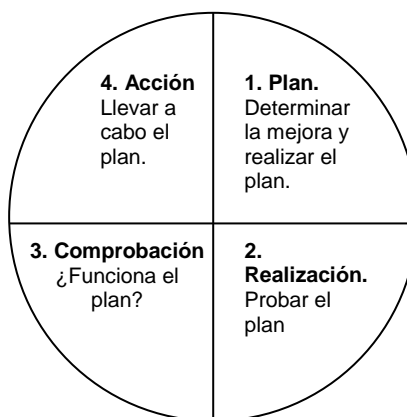 4. Acción
Llevar a
cabo el
plan.
1. Plan.
Determinar
la mejora y
realizar el
plan.
3. Comprobación
¿Funciona el
plan?
2.
Realización.
Probar el
plan